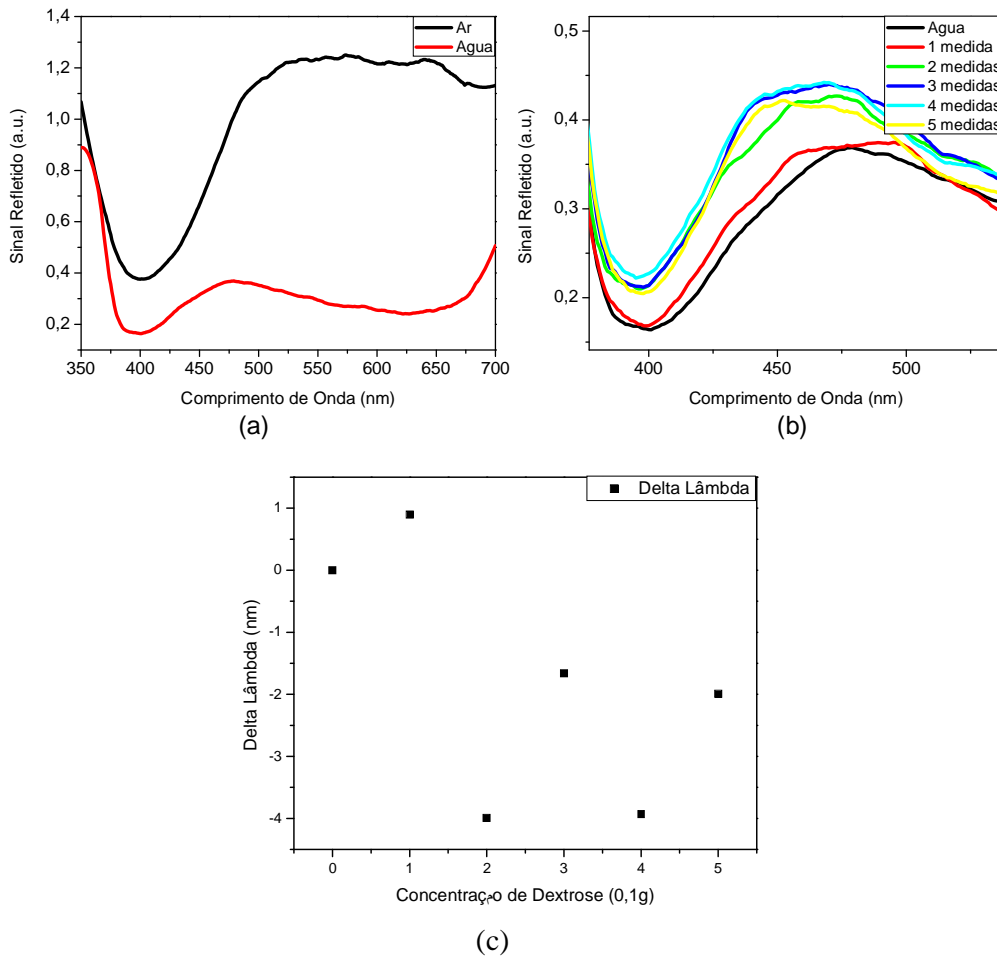 1,4
1,2
1,0
0,8
0,6
0,4
0,2
350 400 450 500 550 600 650 700
Sinal Refletido (a.u.)
Comprimento de Onda (nm)
Ar
Agua
(a)
0,5
0,4
0,3
0,2
400 450 500
Sinal Refletido (a.u.)
Comprimento de Onda (nm)
Agua
1 medida
2 medidas
3 medidas
4 medidas
5 medidas
(b)
1
0
-1
-2
-3
-4
0 1 2 3 4 5
Delta Lâmbda (nm)
Delta Lâmbda
de Dextrose (0,1g)
(c)